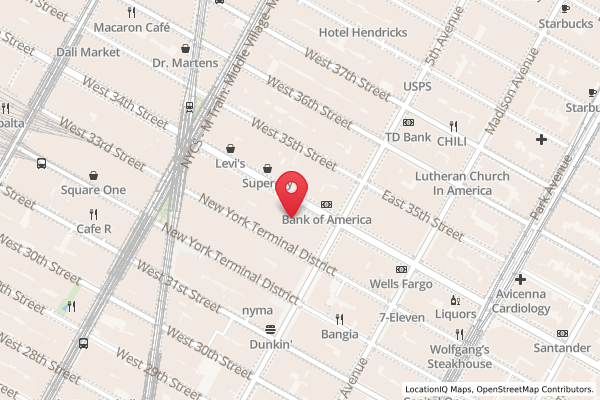 Macaroon Café
Hotel Hendricks
Starbucks
Dali Market
Dr. Martens
5th Avenue
Madison Avenue
West 37th Street
West 36th Street
USPS
West 34th Street
NYCS - M Train: Middle Village - M
Starbu
palta
West 33rd Street
West 35th Street
TD Bank
CHILI
Levi's
Super y
Lutheran Church
In America
Park Avenue
Square One
New York Terminal District
Bank of America
East 35th Street
Cafe R
New York Terminal District
West 30th Street
West 31st Street
Wells Fargo
Avicenna
Cardiology
9th Street
nyma
7-Eleven
Liquors
Dunkin'
Bangia
West 30th Street
West 28th Street
West 29th Street
Avenue
Wolfgang's
Steakhouse
Santander
LocationIQ Maps, OpenStreetMap Contributors.